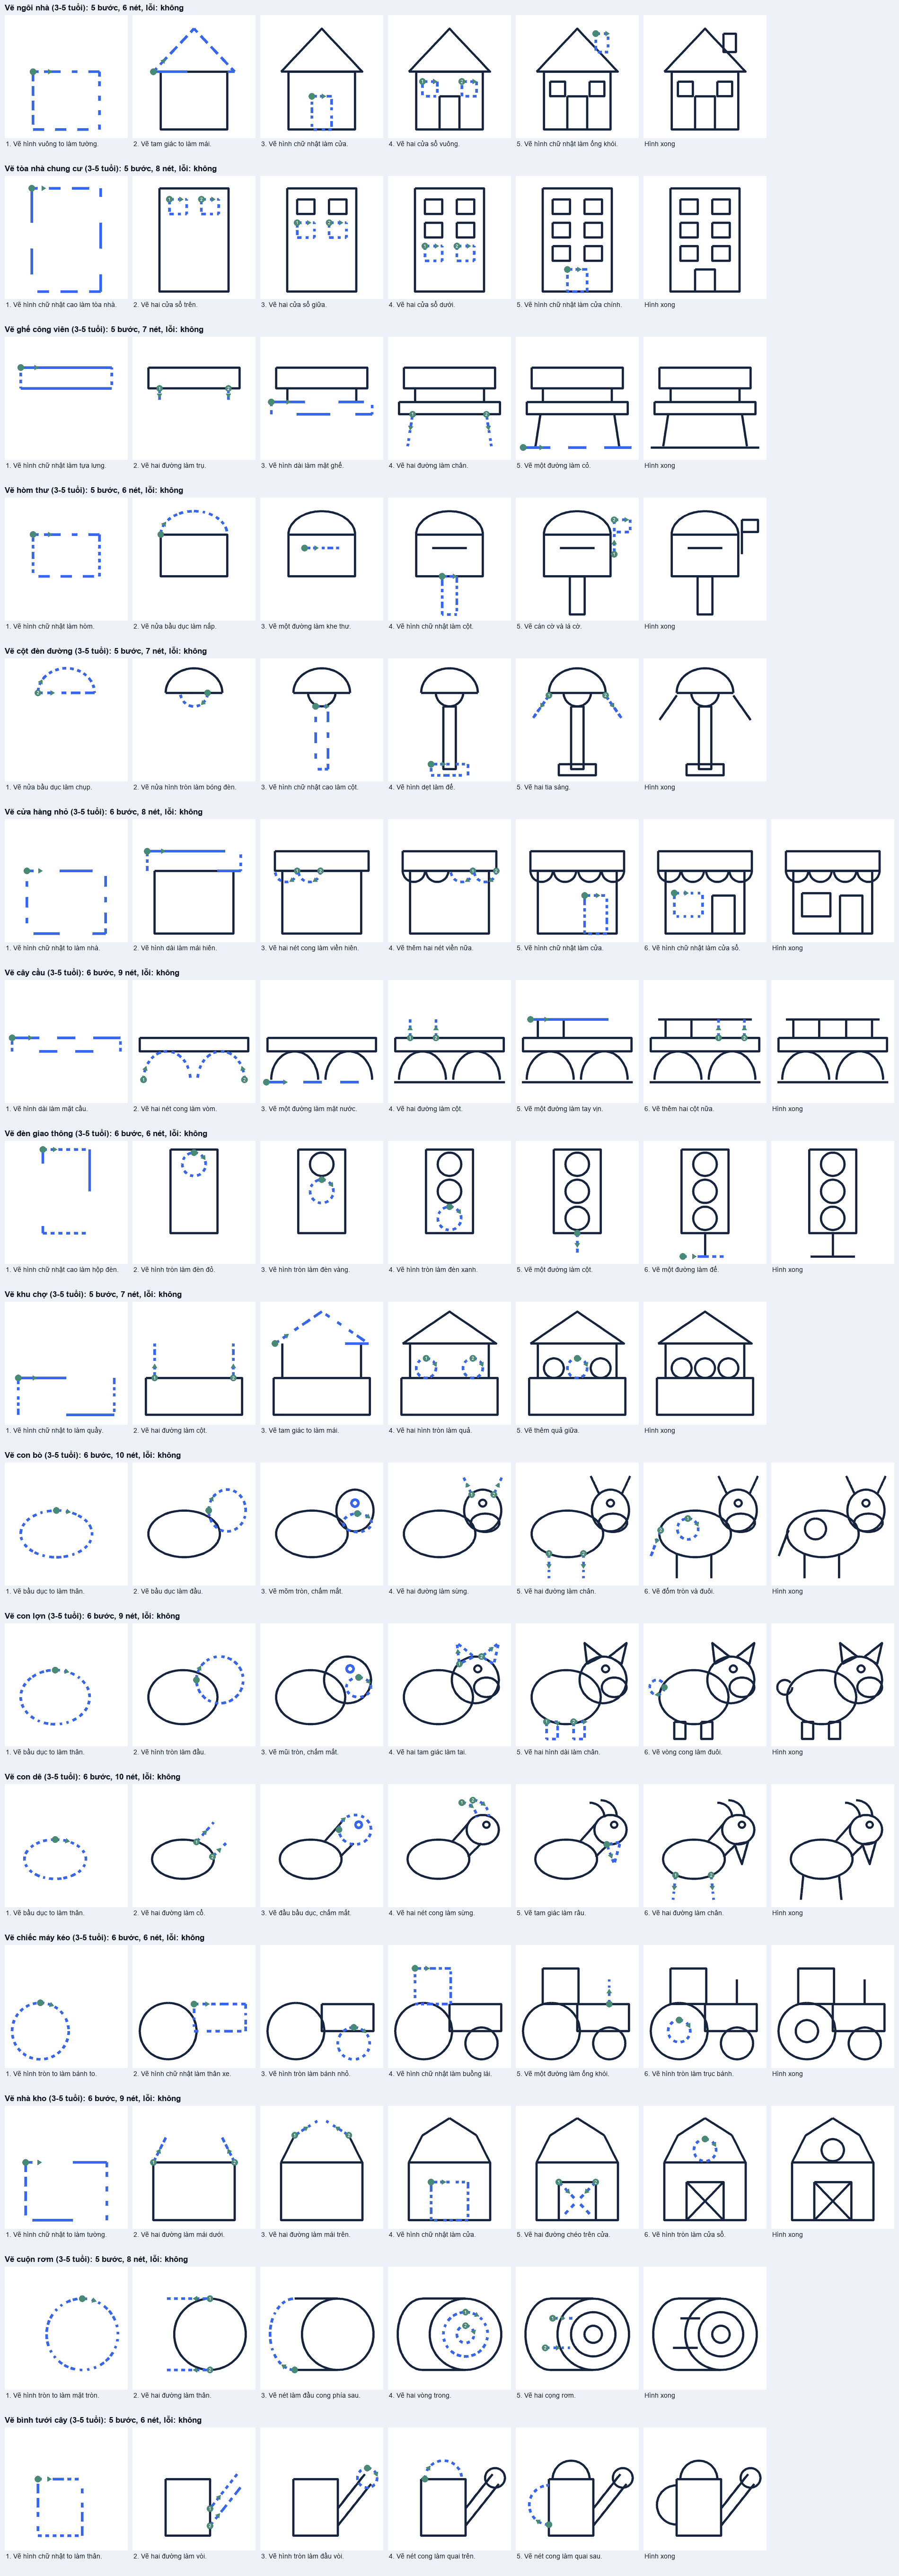 Vẽ ngôi nhà (3-5 tuổi): 5 bước, 6 nét, lỗi: không
1. Vẽ hình vuông to làm tường. 2. Vẽ tam giác to làm mái. 3. Vẽ hình chữ nhật làm cửa. 4. Vẽ hai cửa sổ vuông. 5. Vẽ hình chữ nhật làm ống khói. Hình xong
Vẽ tòa nhà chung cư (3-5 tuổi): 5 bước, 8 nét, lỗi: không
1. Vẽ hình chữ nhật cao làm tòa nhà. 2. Vẽ hai cửa sổ trên. 3. Vẽ hai cửa sổ giữa. 4. Vẽ hai cửa sổ dưới. 5. Vẽ hình chữ nhật làm cửa chính. Hình xong
Vẽ ghế công viên (3-5 tuổi): 5 bước, 7 nét, lỗi: không
1. Vẽ hình chữ nhật làm tựa lưng. 2. Vẽ hai đường làm trụ. 3. Vẽ hình dài làm mặt ghế. 4. Vẽ hai đường làm chân. 5. Vẽ một đường làm cỏ. Hình xong
Vẽ hòm thư (3-5 tuổi): 5 bước, 6 nét, lỗi: không
1. Vẽ hình chữ nhật làm hòm. 2. Vẽ nửa bầu dục làm nắp. 3. Vẽ một đường làm khe thư. 4. Vẽ hình chữ nhật làm cột. 5. Vẽ cán cờ và lá cờ. Hình xong
Vẽ cột đèn đường (3-5 tuổi): 5 bước, 7 nét, lỗi: không
1. Vẽ nửa bầu dục làm chụp. 2. Vẽ nửa hình tròn làm bóng đèn. 3. Vẽ hình chữ nhật cao làm cột. 4. Vẽ hình dẹt làm đế. 5. Vẽ hai tia sáng. Hình xong
Vẽ cửa hàng nhỏ (3-5 tuổi): 6 bước, 8 nét, lỗi: không
1. Vẽ hình chữ nhật to làm nhà. 2. Vẽ hình dài làm mái hiên. 3. Vẽ hai nét cong làm viền hiên. 4. Vẽ thêm hai nét viền nữa. 5. Vẽ hình chữ nhật làm cửa. 6. Vẽ hình chữ nhật làm cửa sổ. Hình xong
Vẽ cây cầu (3-5 tuổi): 6 bước, 9 nét, lỗi: không
1. Vẽ hình dài làm mặt cầu. 2. Vẽ hai nét cong làm vòm. 3. Vẽ một đường làm mặt nước. 4. Vẽ hai đường làm cột. 5. Vẽ một đường làm tay vịn. 6. Vẽ thêm hai cột nữa. Hình xong
Vẽ đèn giao thông (3-5 tuổi): 6 bước, 6 nét, lỗi: không
1. Vẽ hình chữ nhật cao làm hộp đèn. 2. Vẽ hình tròn làm đèn đỏ. 3. Vẽ hình tròn làm đèn vàng. 4. Vẽ hình tròn làm đèn xanh. 5. Vẽ một đường làm cột. 6. Vẽ một đường làm đế. Hình xong
Vẽ khu chợ (3-5 tuổi): 5 bước, 7 nét, lỗi: không
1. Vẽ hình chữ nhật to làm quầy. 2. Vẽ hai đường làm cột. 3. Vẽ tam giác to làm mái. 4. Vẽ hai hình tròn làm quả. 5. Vẽ thêm quả giữa. Hình xong
Vẽ con bò (3-5 tuổi): 6 bước, 10 nét, lỗi: không
1. Vẽ bầu dục to làm thân. 2. Vẽ bầu dục làm đầu. 3. Vẽ mõm tròn, chấm mắt. 4. Vẽ hai đường làm sừng. 5. Vẽ hai đường làm chân. 6. Vẽ đốm tròn và đuôi. Hình xong
Vẽ con lợn (3-5 tuổi): 6 bước, 9 nét, lỗi: không
1. Vẽ bầu dục to làm thân. 2. Vẽ hình tròn làm đầu. 3. Vẽ mũi tròn, chấm mắt. 4. Vẽ hai tam giác làm tai. 5. Vẽ hai hình dài làm chân. 6. Vẽ vòng cong làm đuôi. Hình xong
Vẽ con dê (3-5 tuổi): 6 bước, 10 nét, lỗi: không
1. Vẽ bầu dục to làm thân. 2. Vẽ hai đường làm cổ. 3. Vẽ đầu bầu dục, chấm mắt. 4. Vẽ hai nét cong làm sừng. 5. Vẽ tam giác làm râu. 6. Vẽ hai đường làm chân. Hình xong
Vẽ chiếc máy kéo (3-5 tuổi): 6 bước, 6 nét, lỗi: không
1. Vẽ hình tròn to làm bánh to. 2. Vẽ hình chữ nhật làm thân xe. 3. Vẽ hình tròn làm bánh nhỏ. 4. Vẽ hình chữ nhật làm buồng lái. 5. Vẽ một đường làm ống khói. 6. Vẽ hình tròn làm trục bánh. Hình xong
Vẽ nhà kho (3-5 tuổi): 6 bước, 9 nét, lỗi: không
1. Vẽ hình chữ nhật to làm tường. 2. Vẽ hai đường làm mái dưới. 3. Vẽ hai đường làm mái trên. 4. Vẽ hình chữ nhật làm cửa. 5. Vẽ hai đường chéo trên cửa. 6. Vẽ hình tròn làm cửa sổ. Hình xong
Vẽ cuộn rơm (3-5 tuổi): 5 bước, 8 nét, lỗi: không
1. Vẽ hình tròn to làm mặt tròn. 2. Vẽ hai đường làm thân. 3. Vẽ nét làm đầu cong phía sau. 4. Vẽ hai vòng trong. 5. Vẽ hai cọng rơm. Hình xong
Vẽ bình tưới cây (3-5 tuổi): 5 bước, 6 nét, lỗi: không
1. Vẽ hình chữ nhật to làm thân. 2. Vẽ hai đường làm vòi. 3. Vẽ hình tròn làm đầu vòi. 4. Vẽ nét cong làm quai trên. 5. Vẽ nét cong làm quai sau. Hình xong